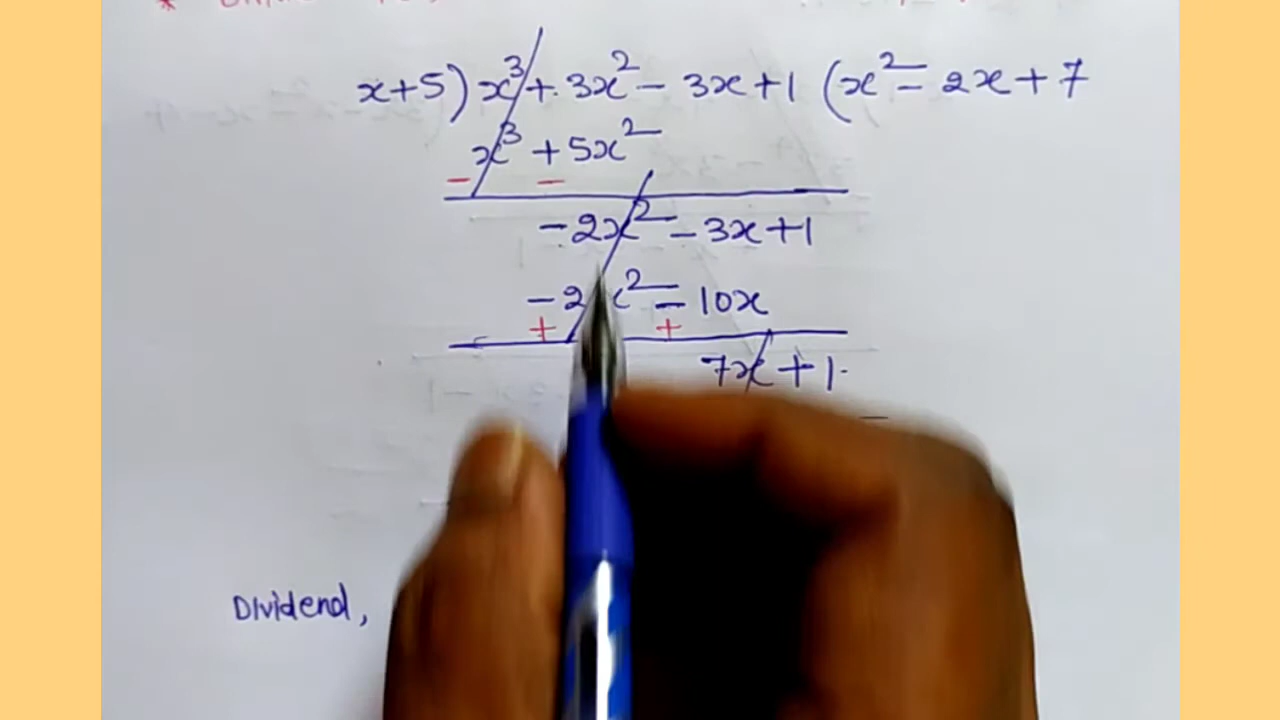 x+5) x³ + 3x² - 3x + 1 (x² - 2x + 7
x³ + 5x²
- -
-2x² - 3x + 1
-2x² - 10x
+ +
7x + 1
Dividend,